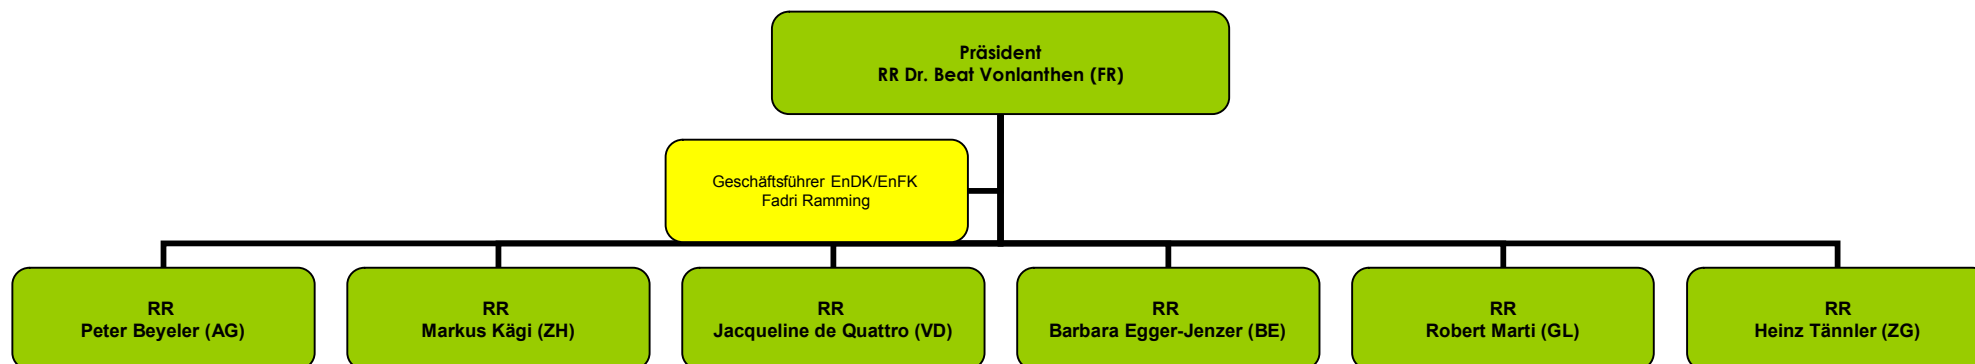 Präsident
RR Dr. Beat Vonlanthen (FR)
Geschäftsführer EnDK/EnFK
Fadri Ramming
RR
Peter Beyeler (AG)
RR
Markus Kägi (ZH)
RR
Jacqueline de Quattro (VD)
RR
Barbara Egger-Jenzer (BE)
RR
Robert Marti (GL)
RR
Heinz Tännler (ZG)